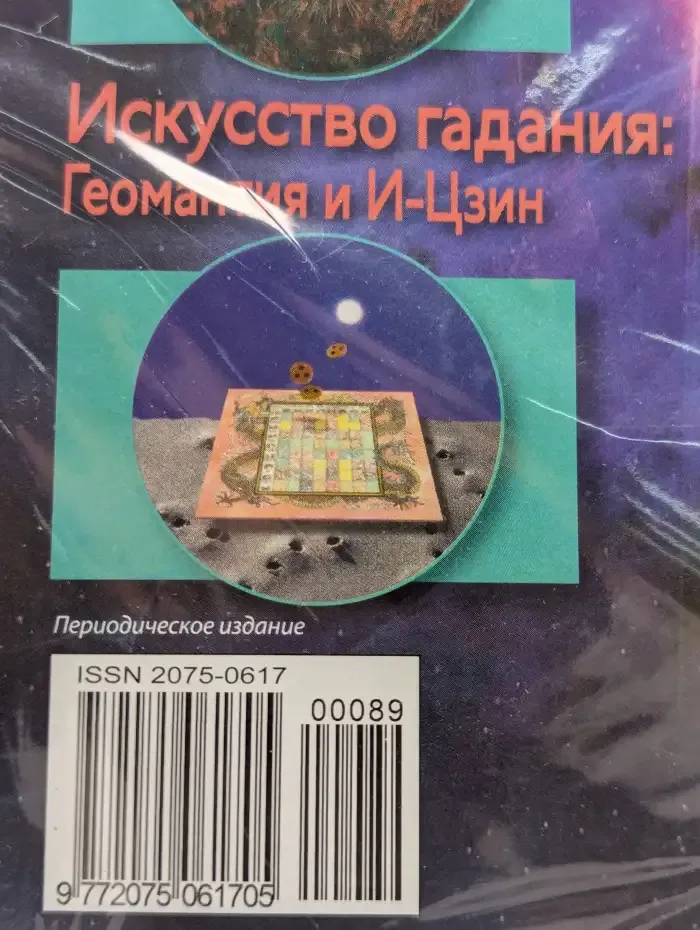 Искусство гадания:
Геомантия и И-Цзин
Периодическое издание
ISSN 2075-0617
00089
9 772075 061705